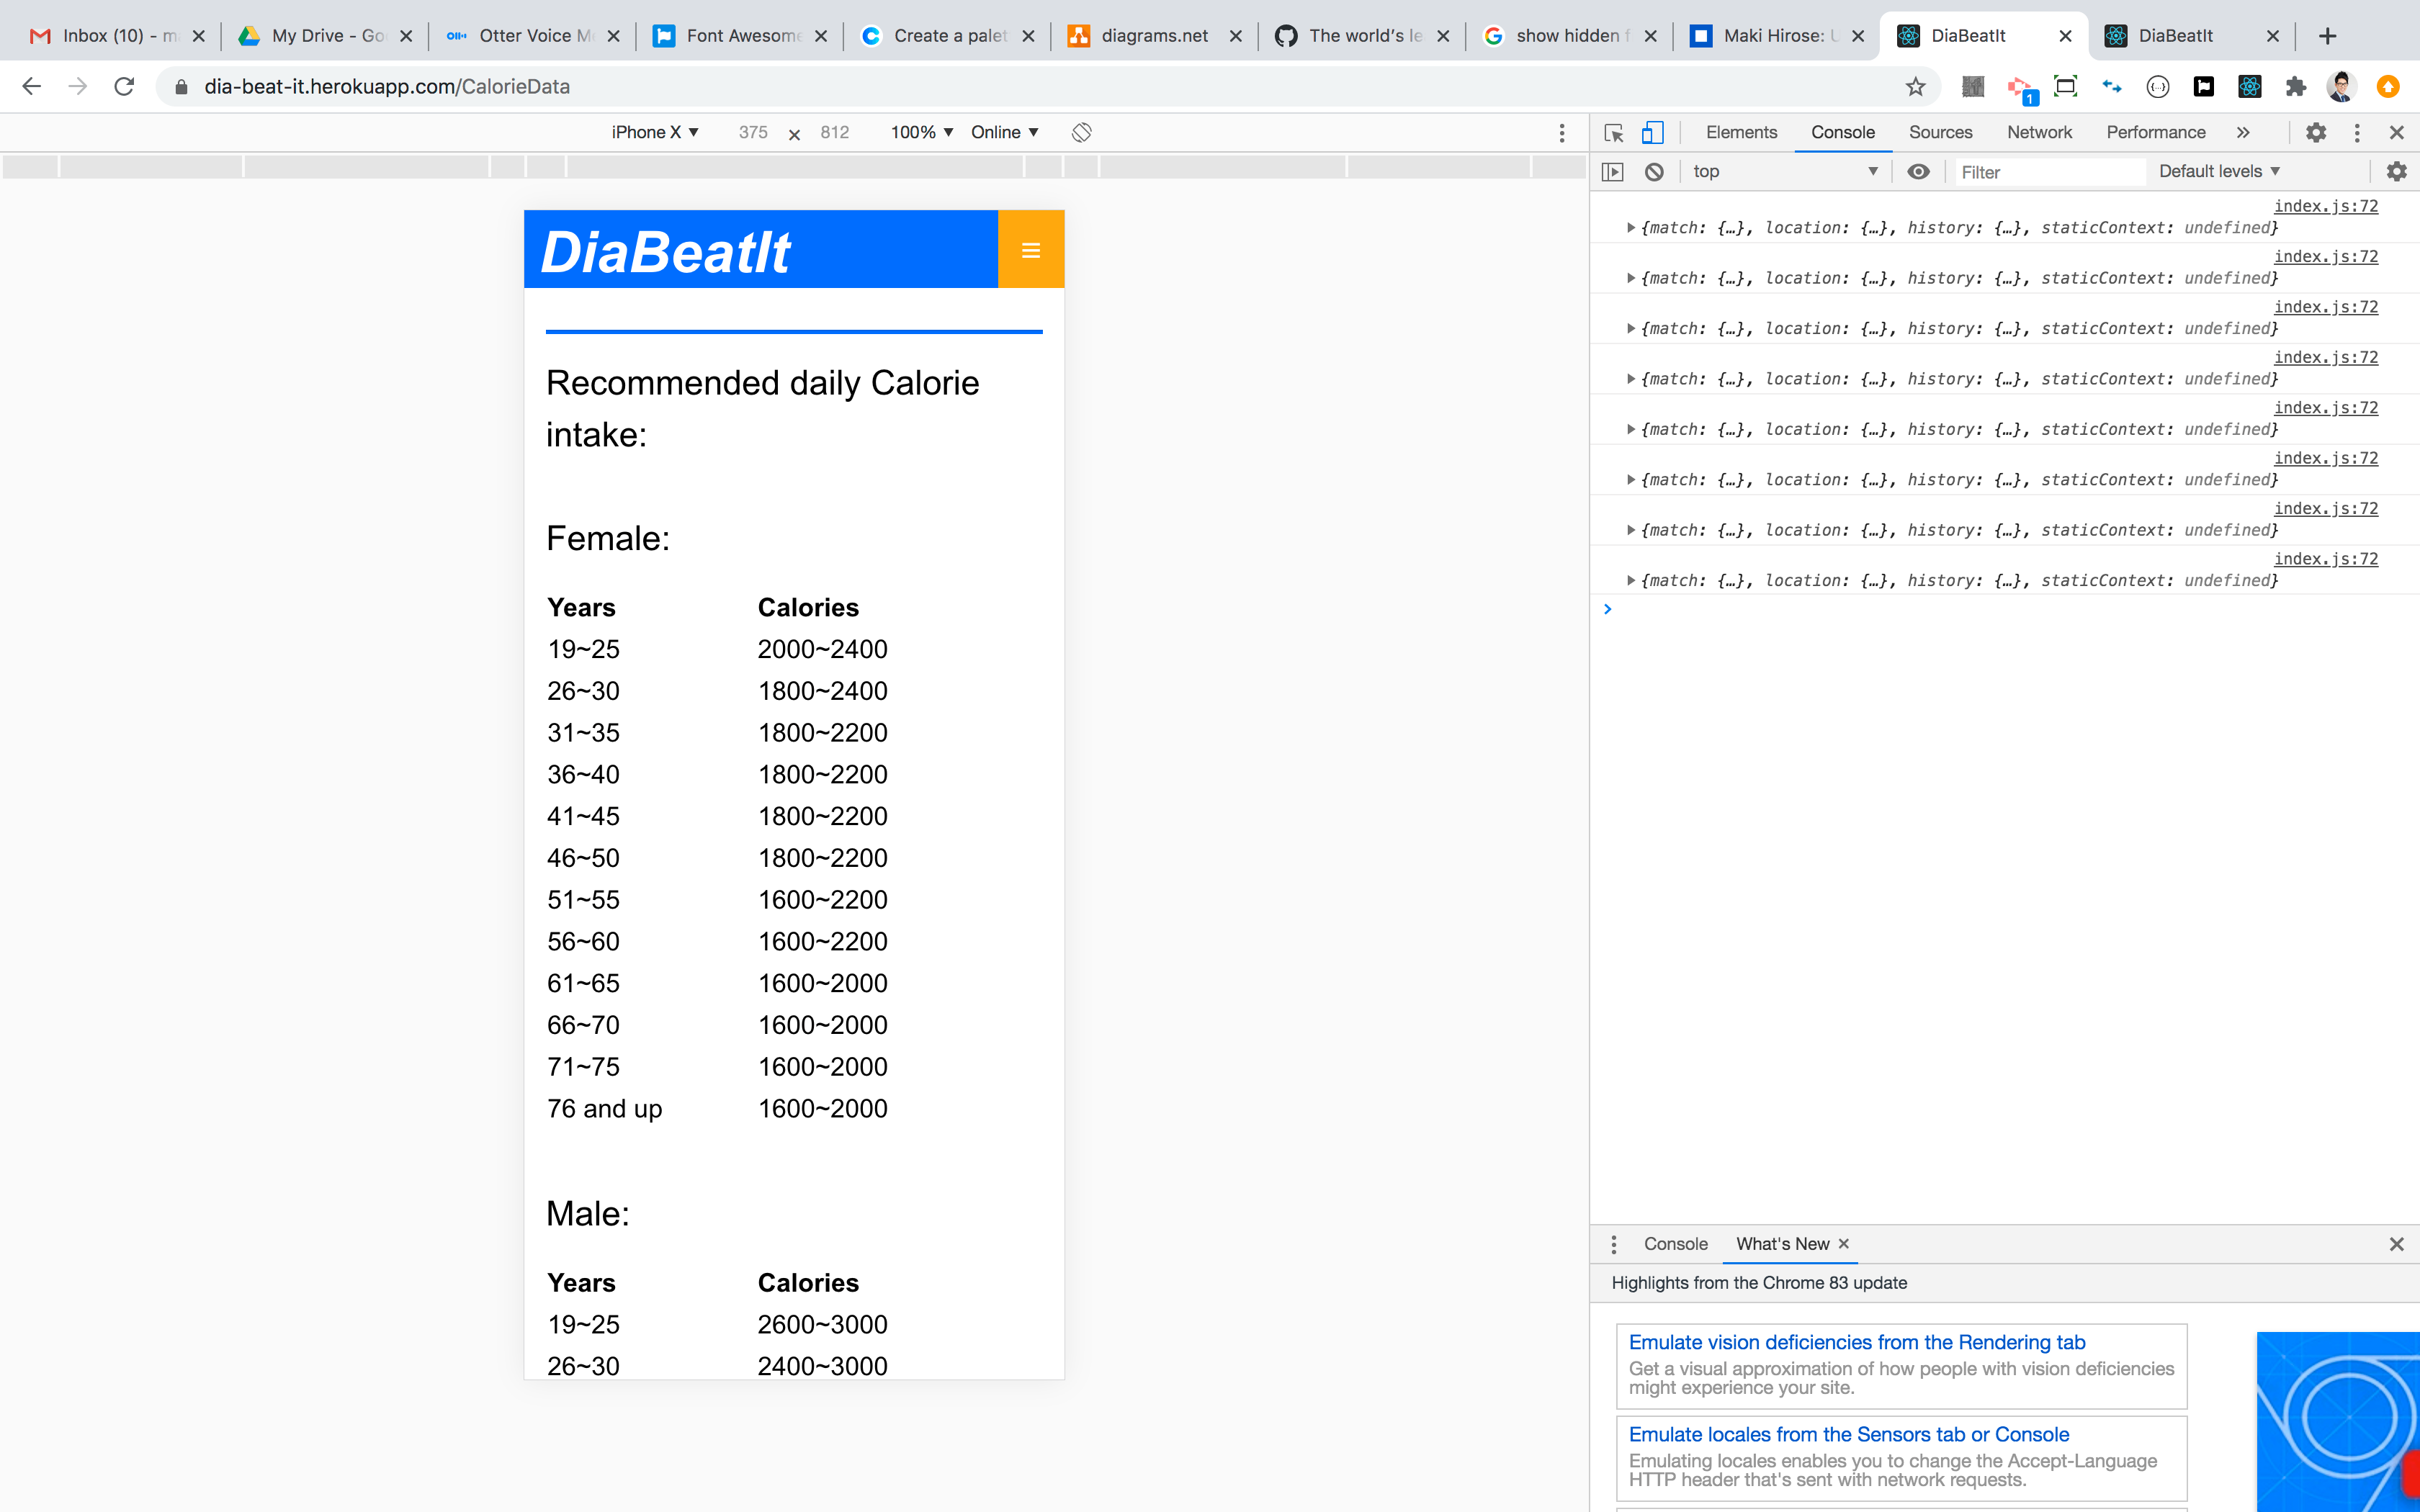 Inbox (10) - m
My Drive - Go
Otter Voice M
Font Awesome
Create a palet
diagrams.net
The world's le
show hidden f
Maki Hirose: U
DiaBeatIt
DiaBeatIt
dia-beat-it.herokuapp.com/CalorieData
1
iPhone X ▼ 375 × 812 100% ▼ Online ▼
Elements Console Sources Network Performance »
top ▼ Filter Default levels ▼
DiaBeatIt
Recommended daily Calorie
intake:
Female:
Years Calories
19~25 2000~2400
26~30 1800~2400
31~35 1800~2200
36~40 1800~2200
41~45 1800~2200
46~50 1800~2200
51~55 1600~2200
56~60 1600~2200
61~65 1600~2000
66~70 1600~2000
71~75 1600~2000
76 and up 1600~2000
Male:
Years Calories
19~25 2600~3000
26~30 2400~3000
index.js:72
{match: {…}, location: {…}, history: {…}, staticContext: undefined}
index.js:72
{match: {…}, location: {…}, history: {…}, staticContext: undefined}
index.js:72
{match: {…}, location: {…}, history: {…}, staticContext: undefined}
index.js:72
{match: {…}, location: {…}, history: {…}, staticContext: undefined}
index.js:72
{match: {…}, location: {…}, history: {…}, staticContext: undefined}
index.js:72
{match: {…}, location: {…}, history: {…}, staticContext: undefined}
index.js:72
{match: {…}, location: {…}, history: {…}, staticContext: undefined}
index.js:72
{match: {…}, location: {…}, history: {…}, staticContext: undefined}
Console What's New ×
Highlights from the Chrome 83 update
Emulate vision deficiencies from the Rendering tab
Get a visual approximation of how people with vision deficiencies
might experience your site.
Emulate locales from the Sensors tab or Console
Emulating locales enables you to change the Accept-Language
HTTP header that's sent with network requests.